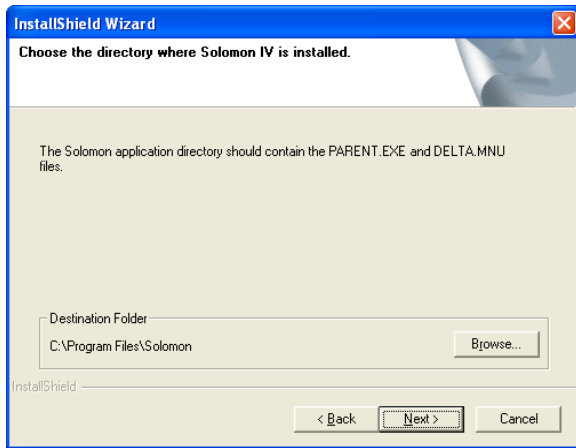 InstallShield Wizard
Choose the directory where Solomon IV is installed.
The Solomon application directory should contain the PARENT.EXE and DELTA.MNU
files.
Destination Folder
C:\Program Files\Solomon
Browse...
InstallShield
< Back
Next >
Cancel